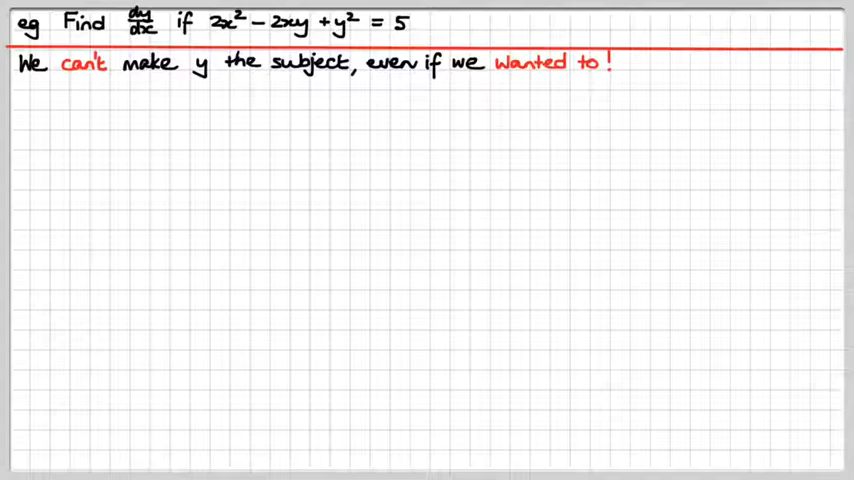 eg Find dy/dx if 2x² - 2xy + y² = 5
We can't make y the subject, even if we wanted to!